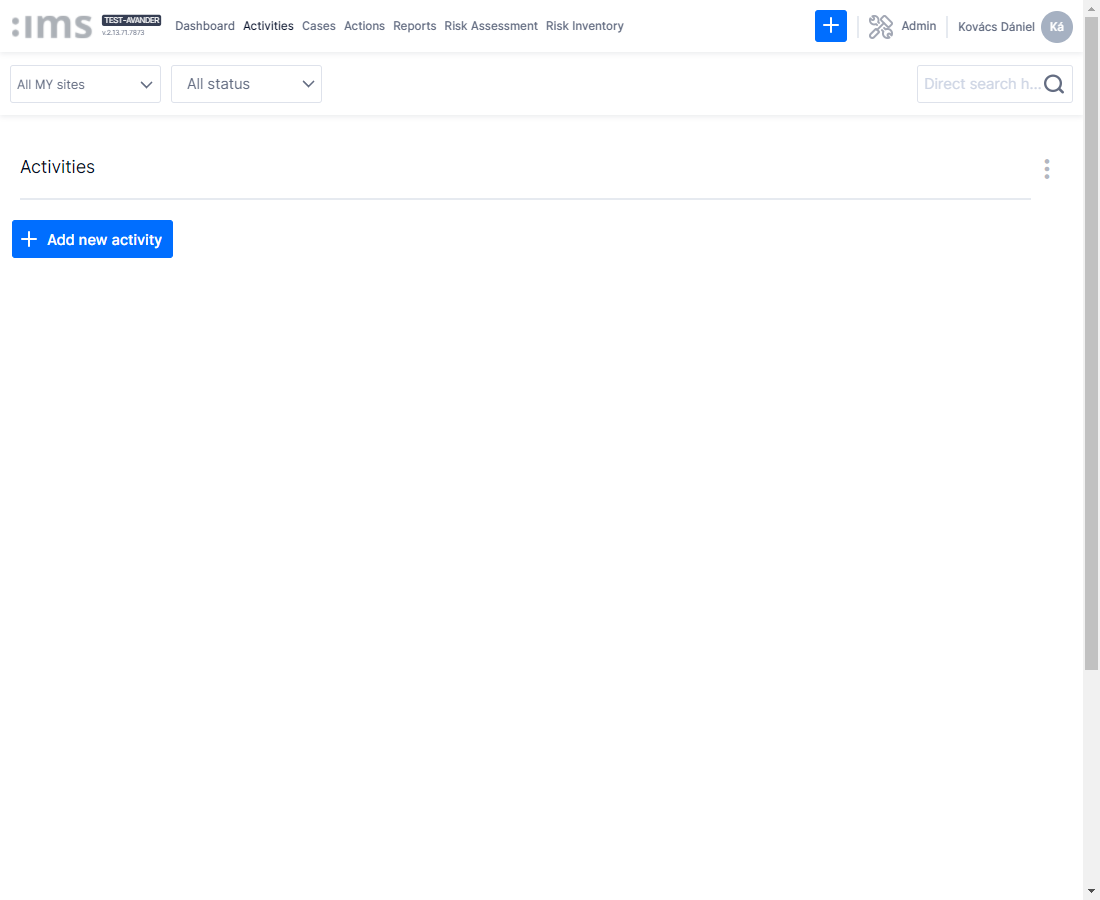 :ims
TEST-AVANDER
v.2.13.71.7873
Dashboard Activities Cases Actions Reports Risk Assessment Risk Inventory
Admin
Kovács Dániel
Ká
All MY sites
All status
Direct search h...
Activities
Add new activity